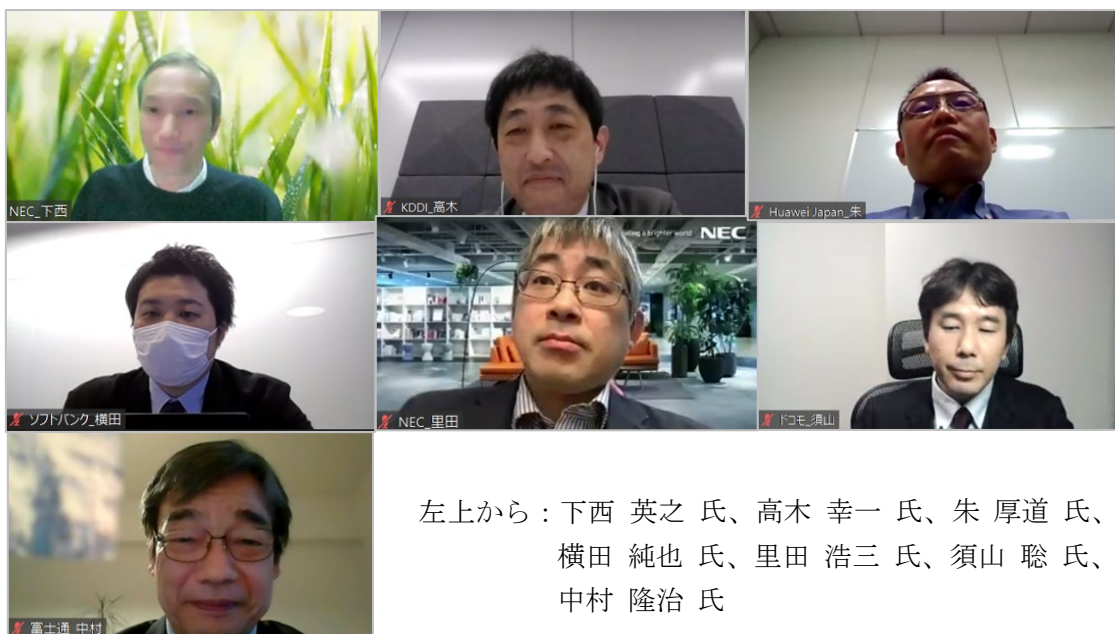 NEC_下西
KDDI_高木
Huawei Japan_朱
ソフトバンク_横田
a brighter world NEC
NEC_里田
ドコモ_須山
富士通_中村
左上から：下西 英之 氏、高木 幸一 氏、朱 厚道 氏、
横田 純也 氏、里田 浩三 氏、須山 聡 氏、
中村 隆治 氏